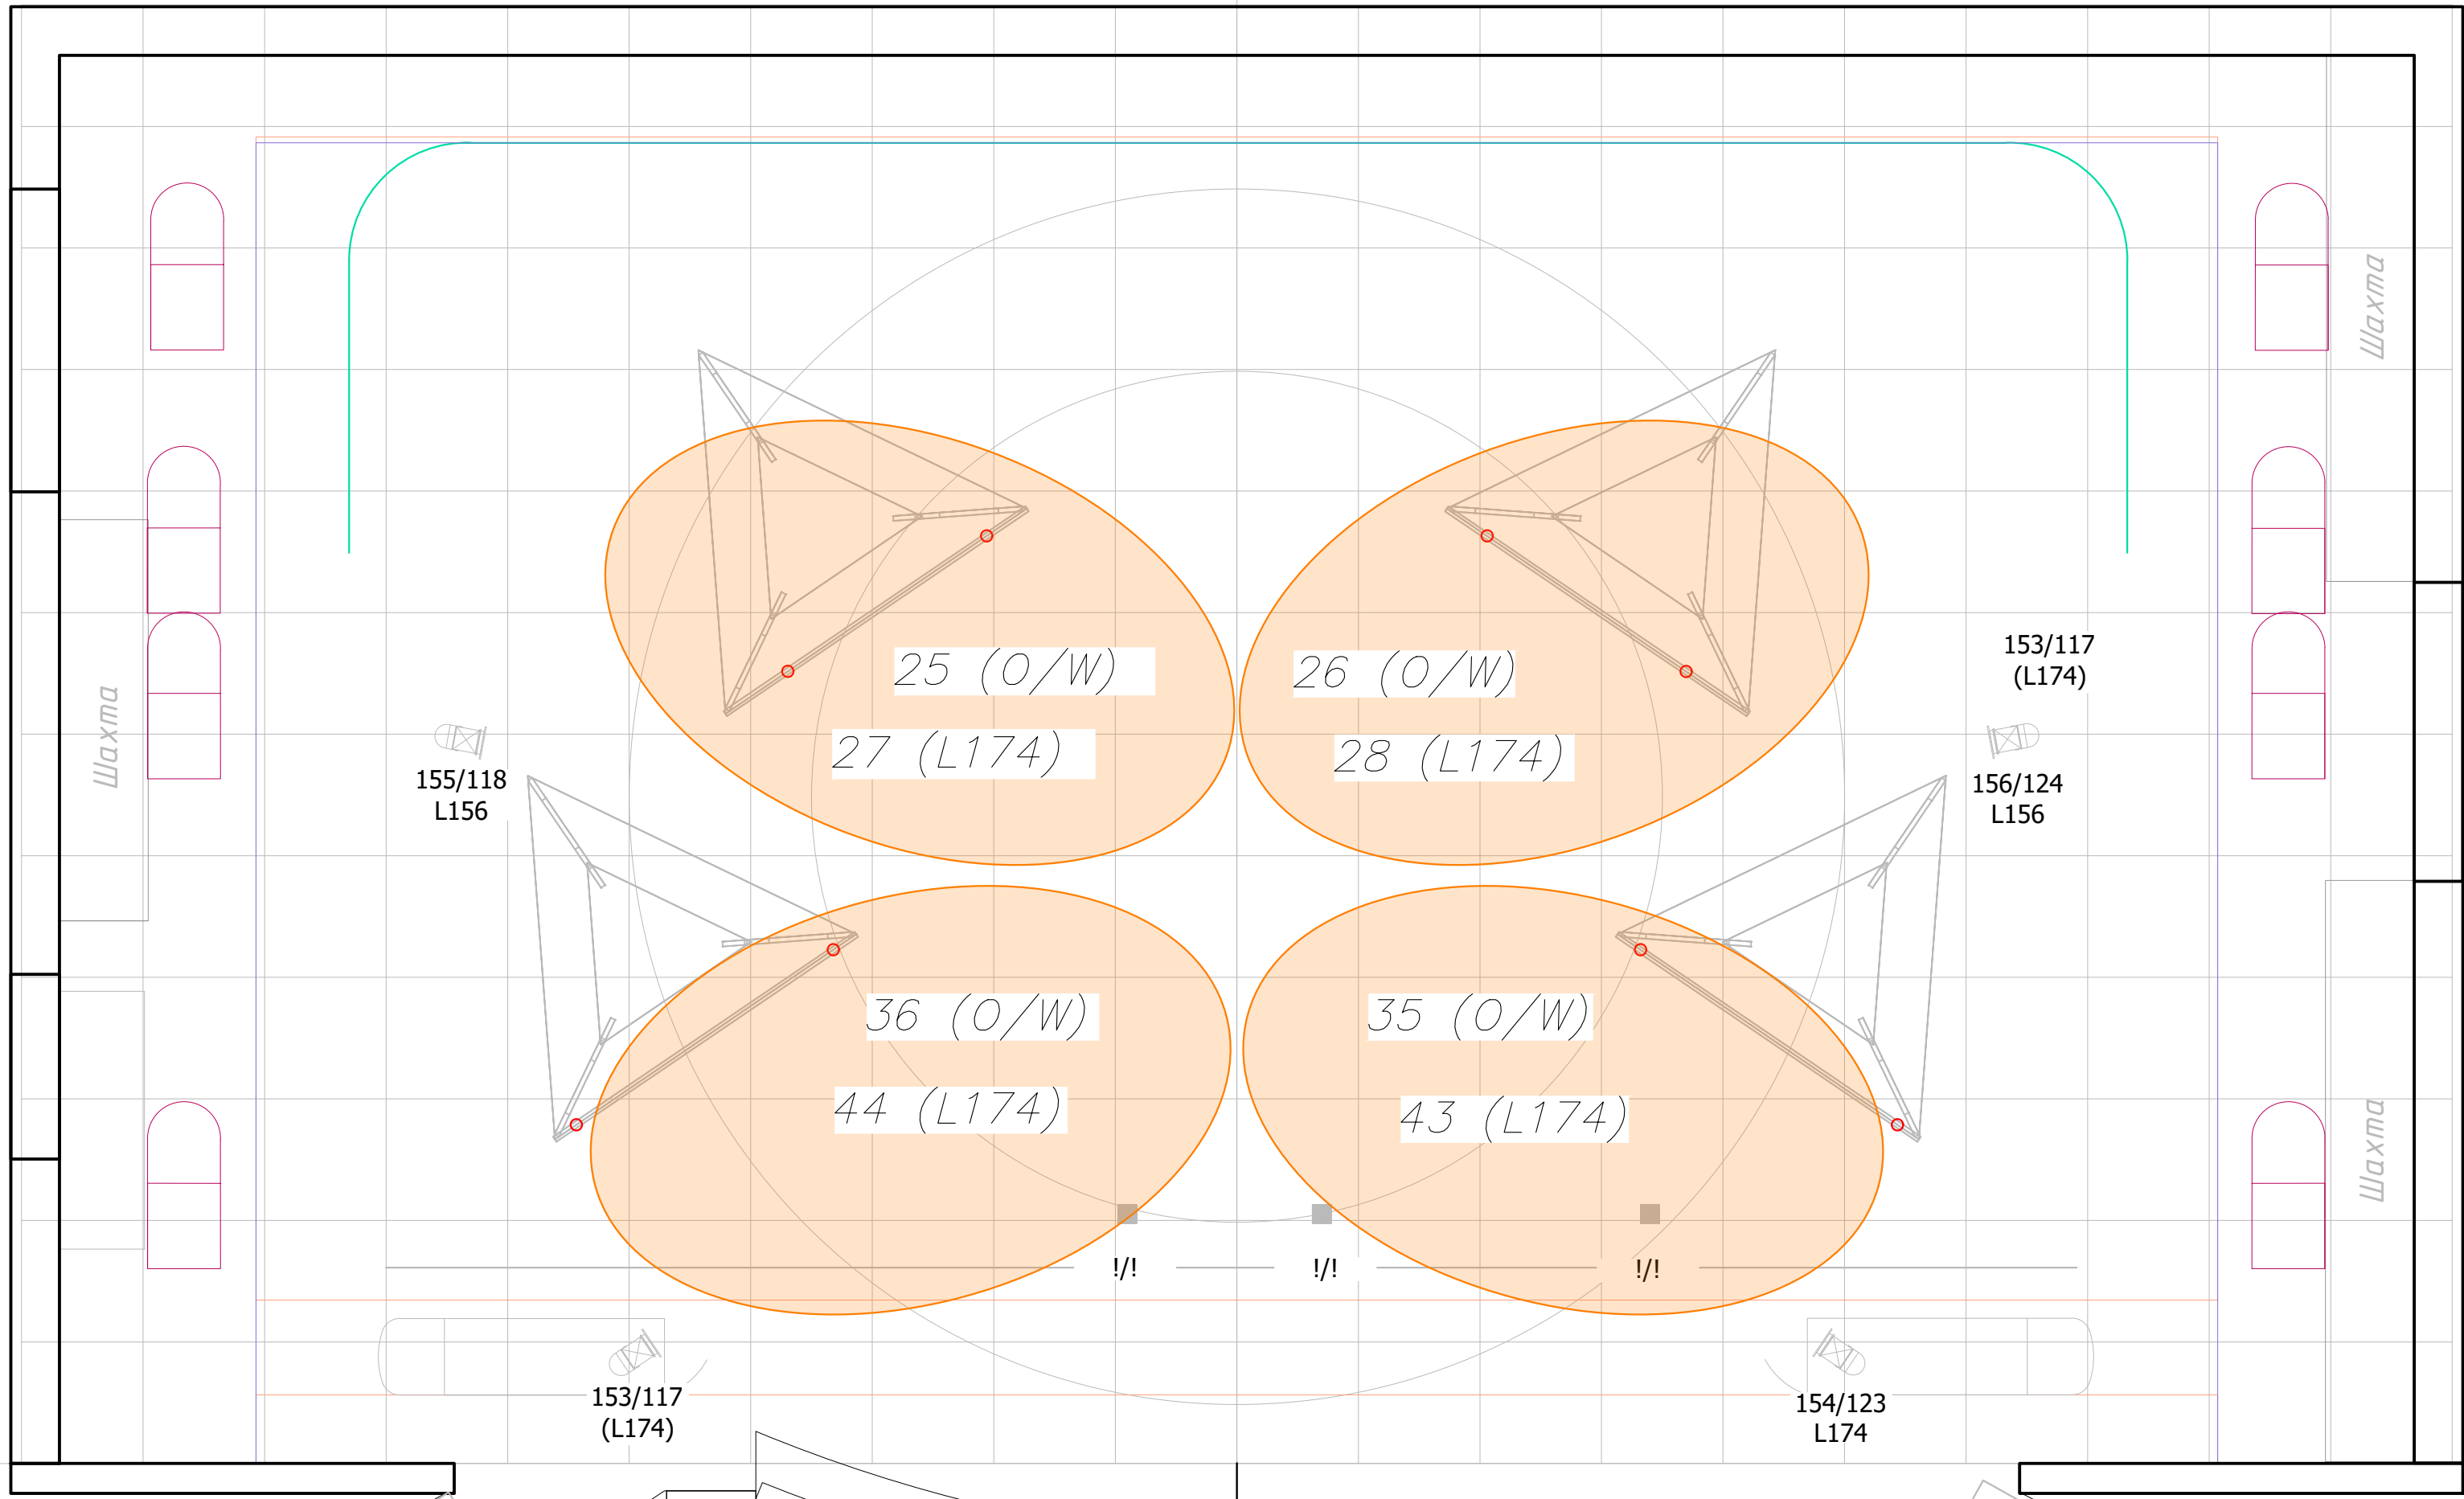 Шахта
153/117
(L174)
25 (O/W)
26 (O/W)
27 (L174)
28 (L174)
Шахта
155/118
L156
156/124
L156
36 (O/W)
35 (O/W)
44 (L174)
43 (L174)
Шахта
!/!
!/!
!/!
153/117
(L174)
154/123
L174